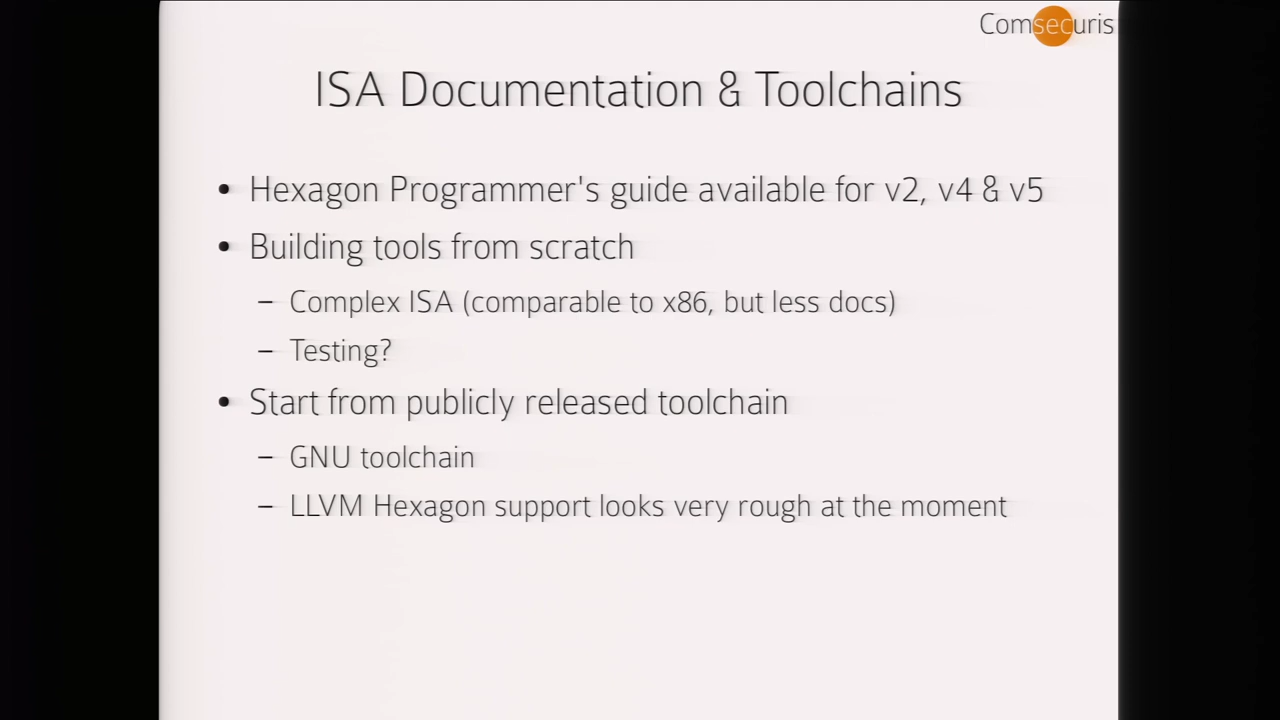 Comsecuris
ISA Documentation & Toolchains
• Hexagon Programmer's guide available for v2, v4 & v5
• Building tools from scratch
– Complex ISA (comparable to x86, but less docs)
– Testing?
• Start from publicly released toolchain
– GNU toolchain
– LLVM Hexagon support looks very rough at the moment